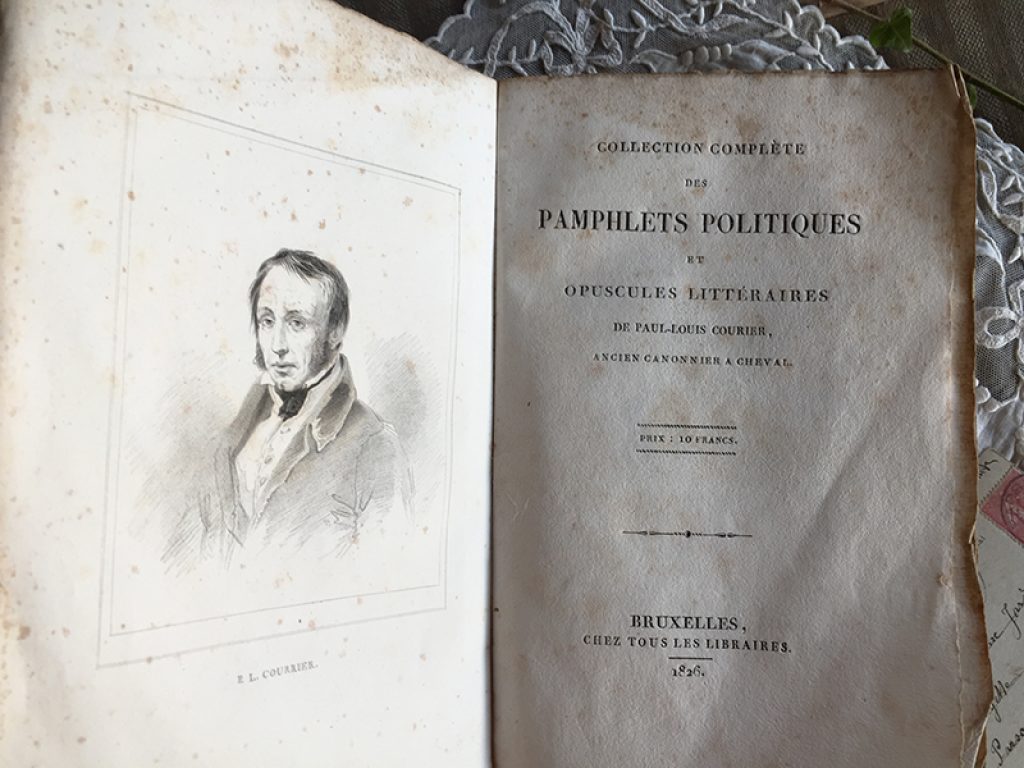 P. L. COURRIER.
COLLECTION COMPLÈTE
DES
PAMPHLETS POLITIQUES
ET
OPUSCULES LITTÉRAIRES
DE PAUL-LOUIS COURIER,
ANCIEN CANONNIER A CHEVAL.
PRIX : 10 FRANCS.
BRUXELLES,
CHEZ TOUS LES LIBRAIRES.
1826.